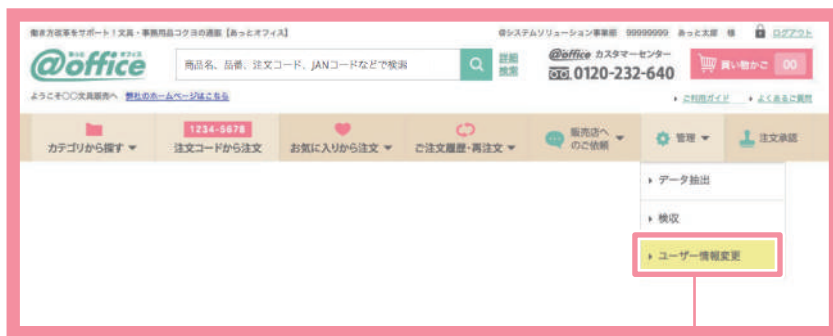 働き方改革をサポート!文具・事務用品コクヨの通販【あっとオフィス】
@システムソリューション事業部 99999999 あっと太郎 様 ログアウト
あっと オフィス
@office
商品名、品番、注文コード、JANコードなどで検索
詳細検索
@office カスタマーセンター
0120-232-640
買い物かご 00
ようこそ〇〇文具販売へ 弊社のホームページはこちら
ご利用ガイド よくあるご質問
カテゴリから探す
1234-5678
注文コードから注文
お気に入りから注文
ご注文履歴・再注文
販売店へのご依頼
管理
注文承認
データ抽出
検収
ユーザー情報変更